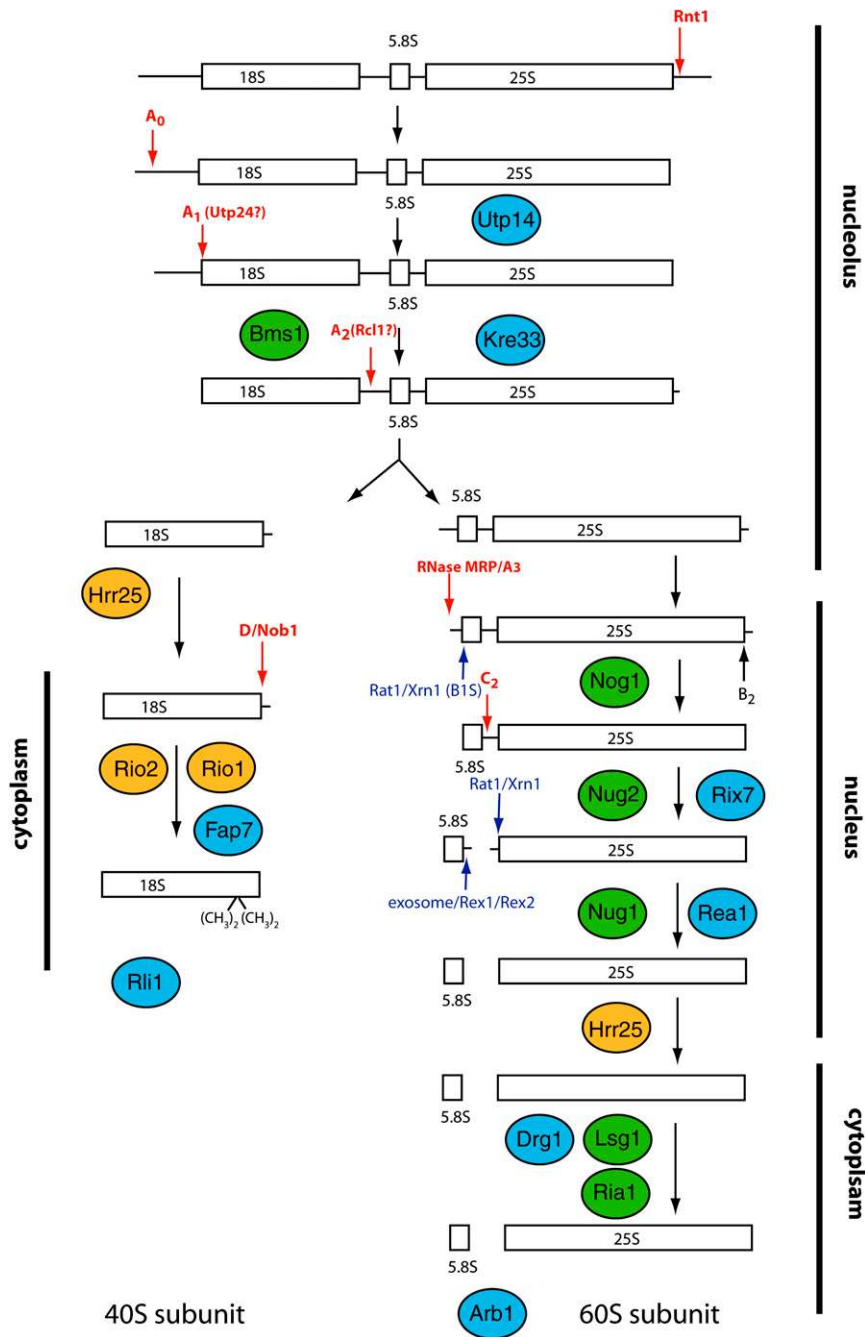 Rnt1
5.8S
18S 25S
A0
18S 25S
5.8S
Utp14
A1 (Utp24?)
18S 25S
5.8S
Bms1 A2(Rcl1?) Kre33
18S 25S
5.8S
nucleolus
5.8S
18S 25S
Hrr25
RNase MRP/A3
D/Nob1
25S
Rat1/Xrn1 (B1S) C2 Nog1 B2
18S
25S
5.8S
Rio2 Rio1
Rat1/Xrn1 Nug2 Rix7
Fap7
5.8S
25S
18S
exosome/Rex1/Rex2
(CH3)2(CH3)2
Nug1 Rea1
cytoplasm
nucleus
Rli1
25S
5.8S
Hrr25
5.8S
Drg1 Lsg1
Ria1
25S
5.8S
cytoplsam
40S subunit Arb1 60S subunit